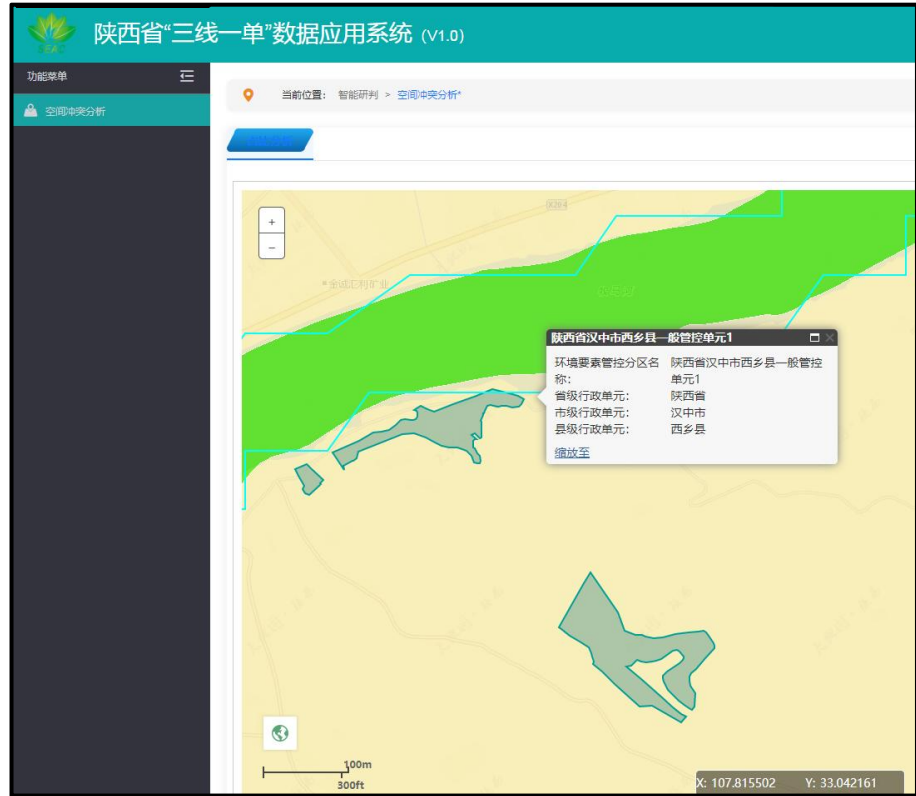 陕西省“三线一单”数据应用系统 (V1.0)
SEAC
功能菜单
当前位置： 智能研判 > 空间冲突分析*
空间冲突分析
+
−
陕西省汉中市西乡县一般管控单元1
环境要素管控分区名称： 陕西省汉中市西乡县一般管控单元1
省级行政单元： 陕西省
市级行政单元： 汉中市
县级行政单元： 西乡县
缩放至
100m
300ft
X: 107.815502 Y: 33.042161